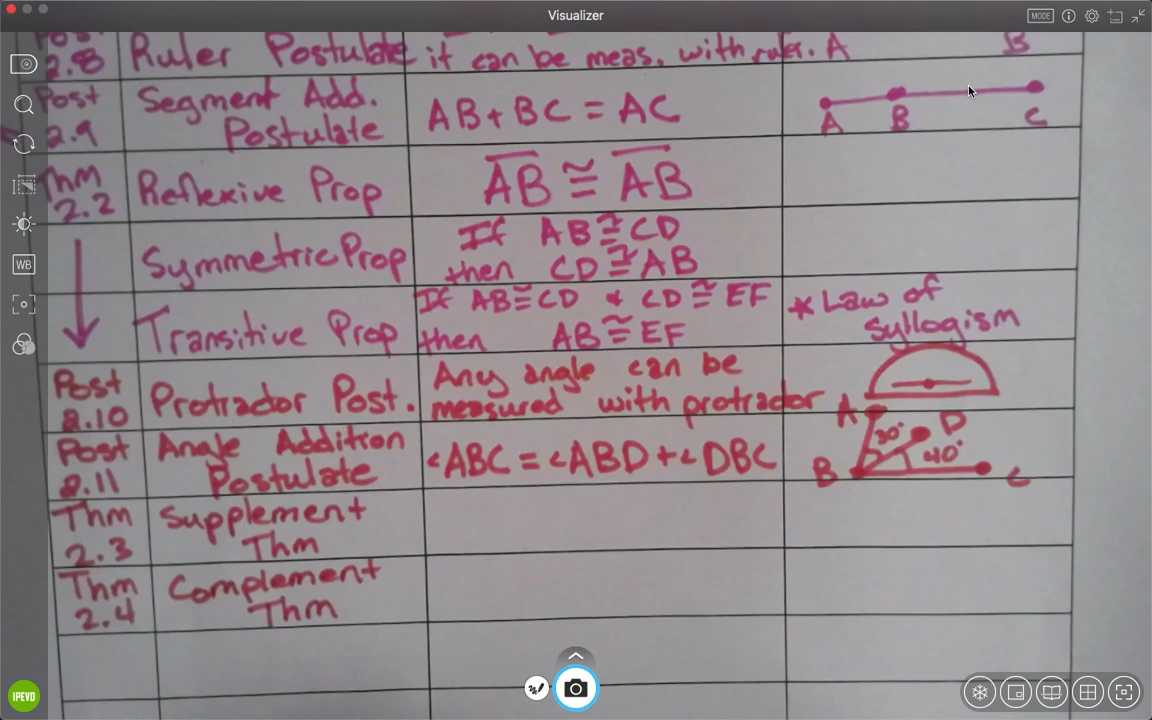 Visualizer
MODE
2.8 Ruler Postulate it can be meas. with ruler. A B
Post 2.9 Segment Add. Postulate AB + BC = AC A B C
Thm 2.2 Reflexive Prop AB ≅ AB
Symmetric Prop If AB ≅ CD
then CD ≅ AB
Transitive Prop If AB ≅ CD & CD ≅ EF
then AB ≅ EF
* Law of
Syllogism
Post 2.10 Protrador Post. Any angle can be
measured with protrador
Post 2.11 Angle Addition Postulate ∠ABC = ∠ABD + ∠DBC
A D
30°
40°
B C
Thm 2.3 Supplement Thm
Thm 2.4 Complement Thm
WB
IPEVO